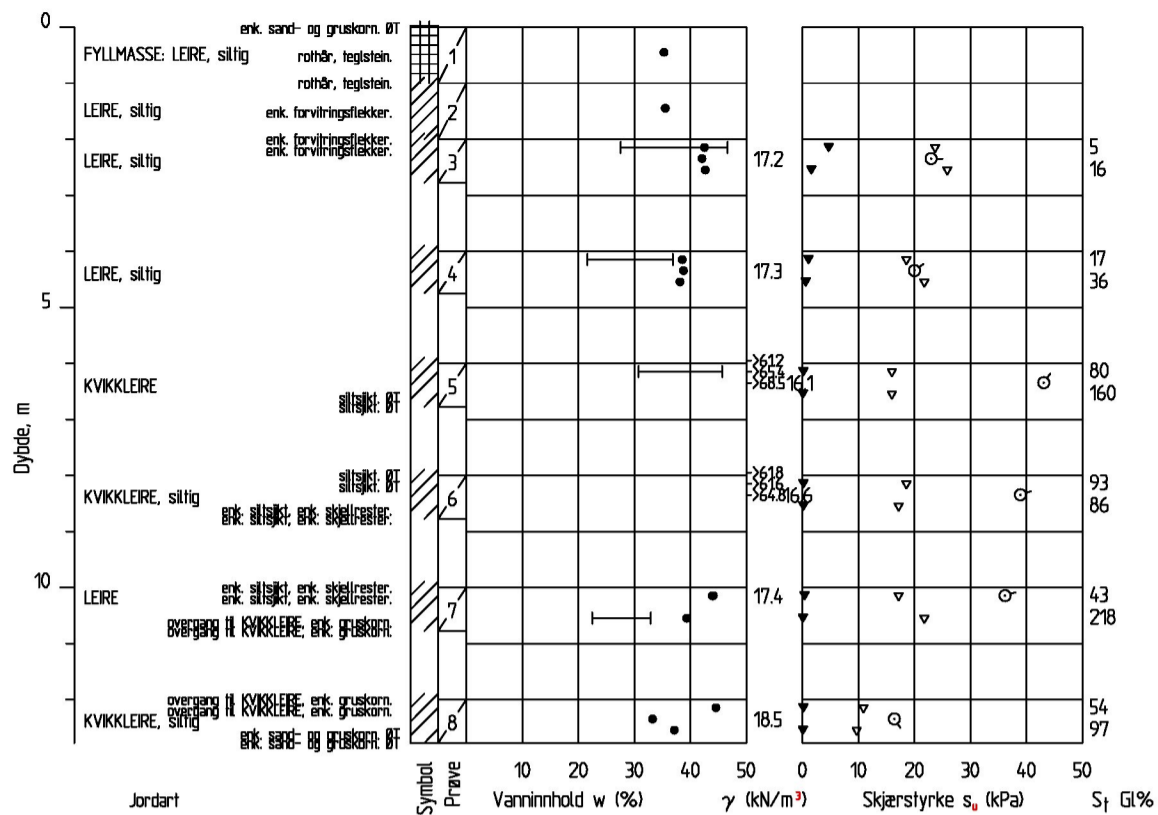 0
enk. sand- og gruskorn. ØT
FYLLMASSE: LEIRE, siltig
rothår, teglstein.
1
rothår, teglstein.
LEIRE, siltig
enk. forvitringsflekker.
2
enk. forvitringsflekker.
enk. forvitringsflekker.
LEIRE, siltig
3
17.2
5
16
LEIRE, siltig
4
17.3
17
36
5
>61.2
>65.4
>68.5
16.1
80
160
KVIKKLEIRE
5
siltsjikt. ØT
siltsjikt. ØT
Dybde, m
siltsjikt. ØT
siltsjikt. ØT
>61.8
>64.8
16.6
93
86
KVIKKLEIRE, siltig
6
enk. siltsjikt, enk. skjellrester.
enk. siltsjikt, enk. skjellrester.
10
enk. siltsjikt, enk. skjellrester.
enk. siltsjikt, enk. skjellrester.
LEIRE
7
17.4
43
218
overgang til KVIKKLEIRE, enk. gruskorn.
overgang til KVIKKLEIRE, enk. gruskorn.
overgang til KVIKKLEIRE, enk. gruskorn.
overgang til KVIKKLEIRE, enk. gruskorn.
KVIKKLEIRE, siltig
8
18.5
54
97
enk. sand- og gruskorn. ØT
enk. sand- og gruskorn. ØT
10 20 30 40 50
0 10 20 30 40 50
Jordart
Symbol
Prøve
Vanninnhold w (%)
γ (kN/m³)
Skjærstyrke su (kPa)
St Gl%